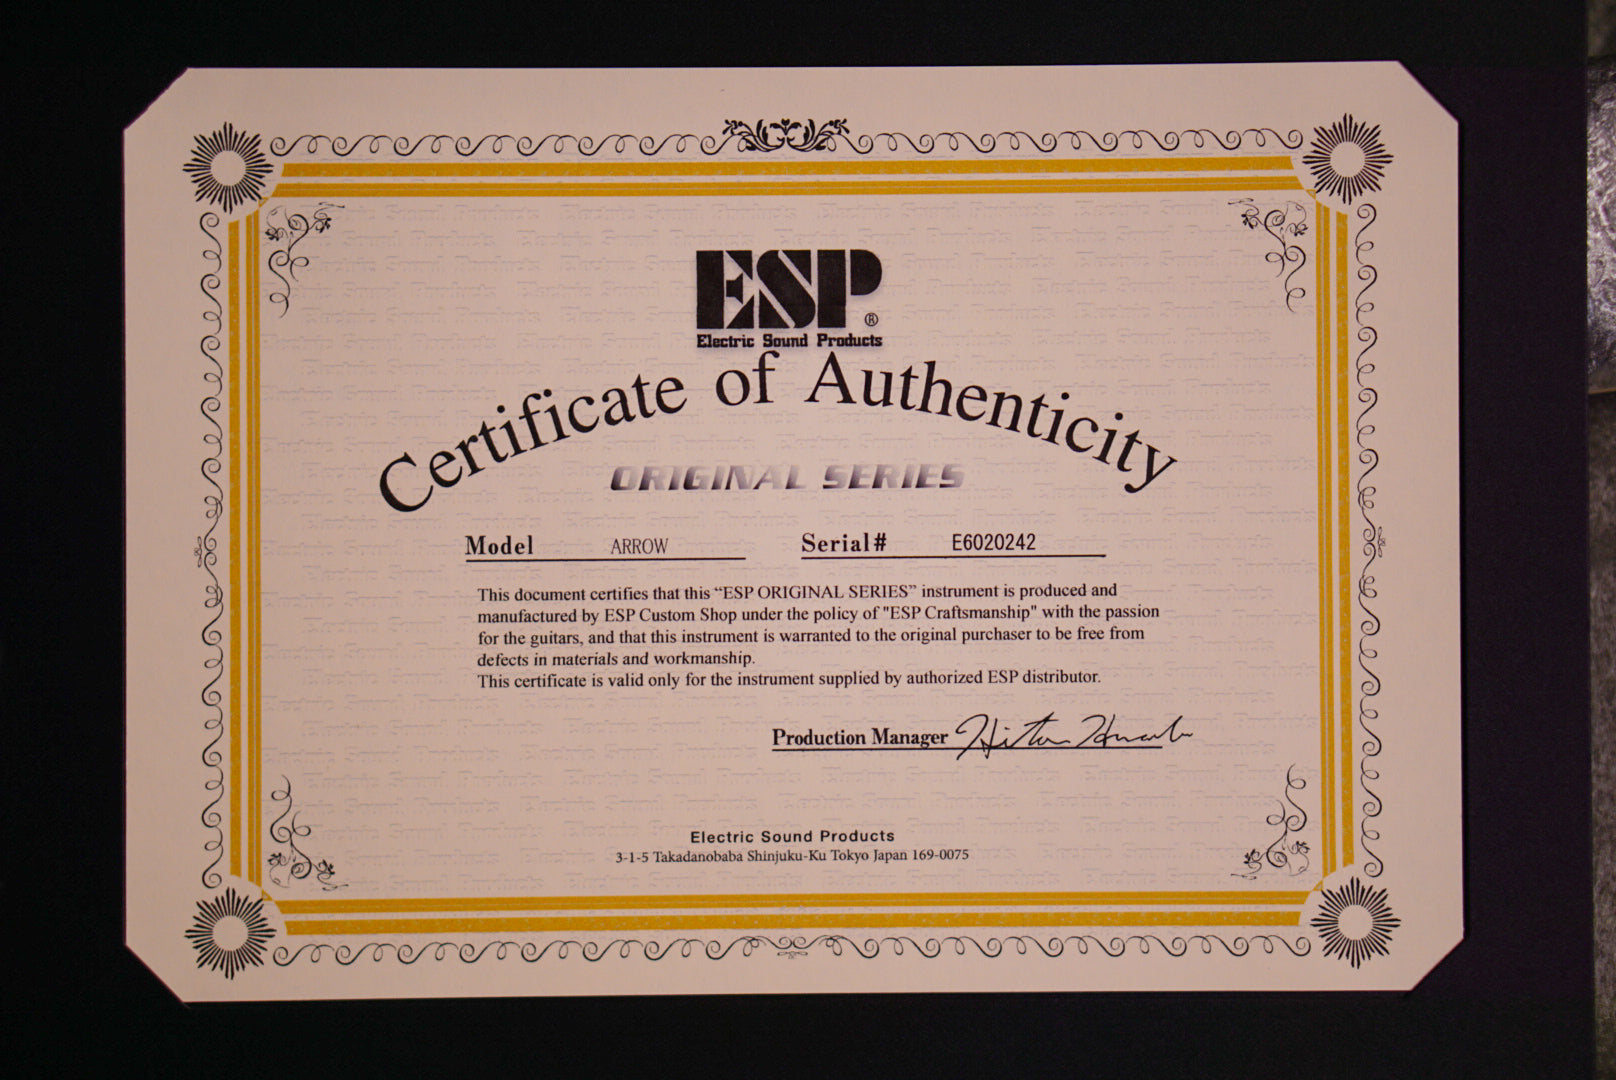 ESP®
Electric Sound Products
Certificate of Authenticity
ORIGINAL SERIES
Model ARROW Serial# E6020242
This document certifies that this “ESP ORIGINAL SERIES” instrument is produced and
manufactured by ESP Custom Shop under the policy of "ESP Craftsmanship" with the passion
for the guitars, and that this instrument is warranted to the original purchaser to be free from
defects in materials and workmanship.
This certificate is valid only for the instrument supplied by authorized ESP distributor.
Production Manager
Electric Sound Products
3-1-5 Takadanobaba Shinjuku-Ku Tokyo Japan 169-0075